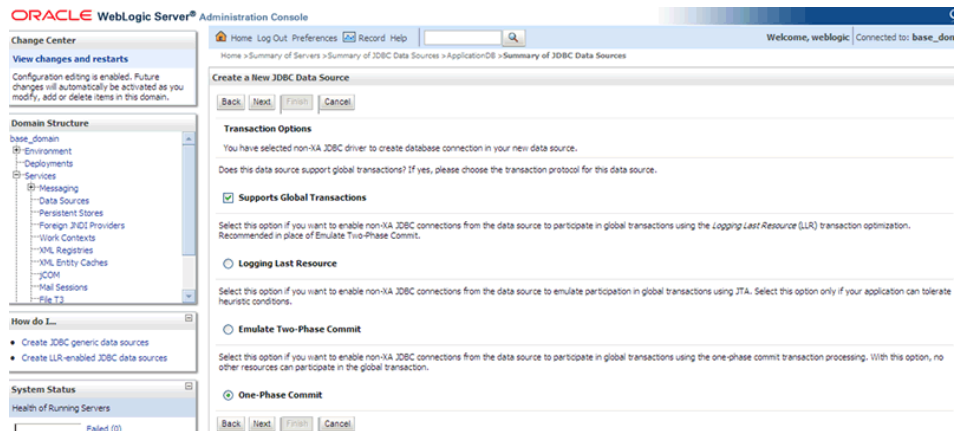 ORACLE WebLogic Server® Administration Console
Change Center
View changes and restarts
Configuration editing is enabled. Future
changes will automatically be activated as you
modify, add or delete items in this domain.
Domain Structure
base_domain
Environment
Deployments
Services
Messaging
Data Sources
Persistent Stores
Foreign JNDI Providers
Work Contexts
XML Registries
XML Entity Caches
jCOM
Mail Sessions
File T3
How do I...
Create JDBC generic data sources
Create LLR-enabled JDBC data sources
System Status
Health of Running Servers
Failed (0)
Home Log Out Preferences Record Help
Welcome, weblogic Connected to: base_dom
Home >Summary of Servers >Summary of JDBC Data Sources >ApplicationDB >Summary of JDBC Data Sources
Create a New JDBC Data Source
Back Next Finish Cancel
Transaction Options
You have selected non-XA JDBC driver to create database connection in your new data source.
Does this data source support global transactions? If yes, please choose the transaction protocol for this data source.
Supports Global Transactions
Select this option if you want to enable non-XA JDBC connections from the data source to participate in global transactions using the Logging Last Resource (LLR) transaction optimization.
Recommended in place of Emulate Two-Phase Commit.
Logging Last Resource
Select this option if you want to enable non-XA JDBC connections from the data source to emulate participation in global transactions using JTA. Select this option only if your application can tolerate
heuristic conditions.
Emulate Two-Phase Commit
Select this option if you want to enable non-XA JDBC connections from the data source to participate in global transactions using the one-phase commit transaction processing. With this option, no
other resources can participate in the global transaction.
One-Phase Commit
Back Next Finish Cancel